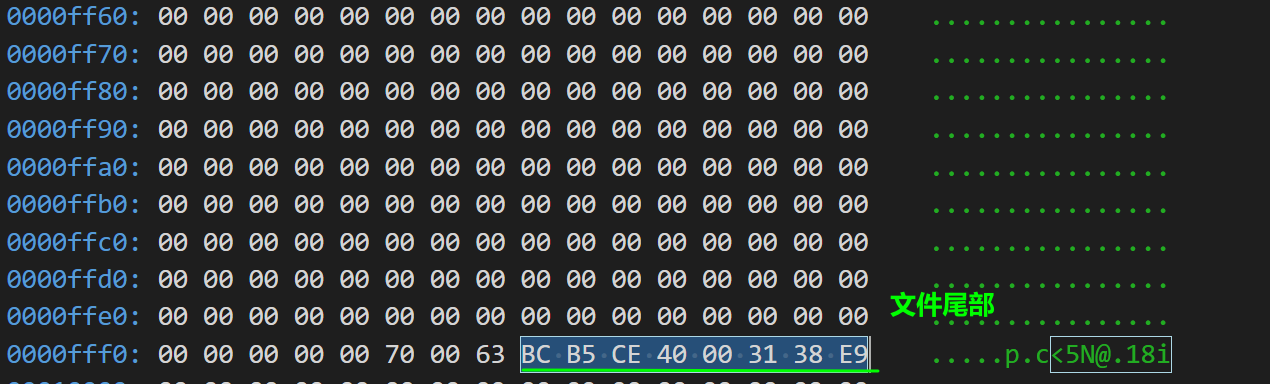 0000ff60: 00 00 00 00 00 00 00 00 00 00 00 00 00 00 00 00 ................
0000ff70: 00 00 00 00 00 00 00 00 00 00 00 00 00 00 00 00 ................
0000ff80: 00 00 00 00 00 00 00 00 00 00 00 00 00 00 00 00 ................
0000ff90: 00 00 00 00 00 00 00 00 00 00 00 00 00 00 00 00 ................
0000ffa0: 00 00 00 00 00 00 00 00 00 00 00 00 00 00 00 00 ................
0000ffb0: 00 00 00 00 00 00 00 00 00 00 00 00 00 00 00 00 ................
0000ffc0: 00 00 00 00 00 00 00 00 00 00 00 00 00 00 00 00 ................
0000ffd0: 00 00 00 00 00 00 00 00 00 00 00 00 00 00 00 00 ................
文件尾部
0000ffe0: 00 00 00 00 00 00 00 00 00 00 00 00 00 00 00 00 ................
0000fff0: 00 00 00 00 00 70 00 63 BC B5 CE 40 00 31 38 E9 .....p.c<5N@.18i